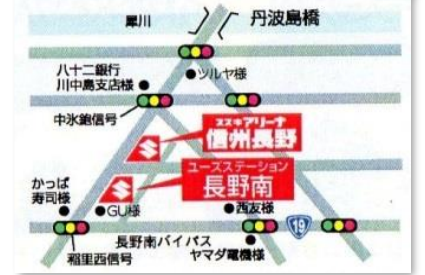 犀川
丹波島橋
八十二銀行
川中島支店様
ツルヤ様
中氷鉋信号
スズキアリーナ
信州長野
ユーズステーション
長野南
かっぱ
寿司様
GU様
西友様
19
稲里西信号
長野南バイパス
ヤマダ電機様